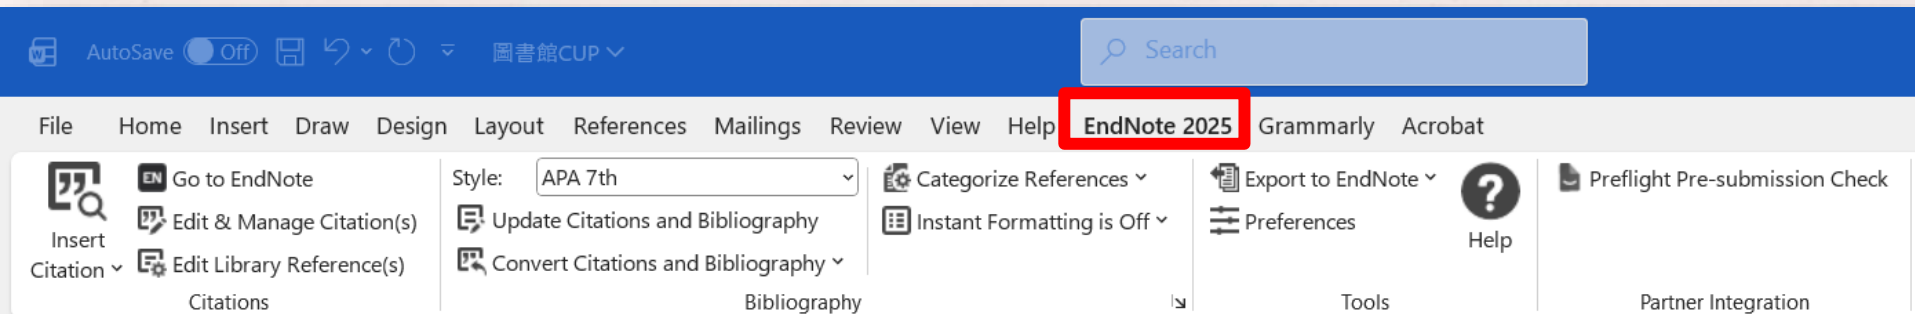 AutoSave Off 圖書館CUP Search
File Home Insert Draw Design Layout References Mailings Review View Help EndNote 2025 Grammarly Acrobat
Insert Citation
EN Go to EndNote
Edit & Manage Citation(s)
Edit Library Reference(s)
Citations
Style: APA 7th
Update Citations and Bibliography
Convert Citations and Bibliography
Categorize References
Instant Formatting is Off
Bibliography
Export to EndNote
Preferences
Help
Tools
Preflight Pre-submission Check
Partner Integration